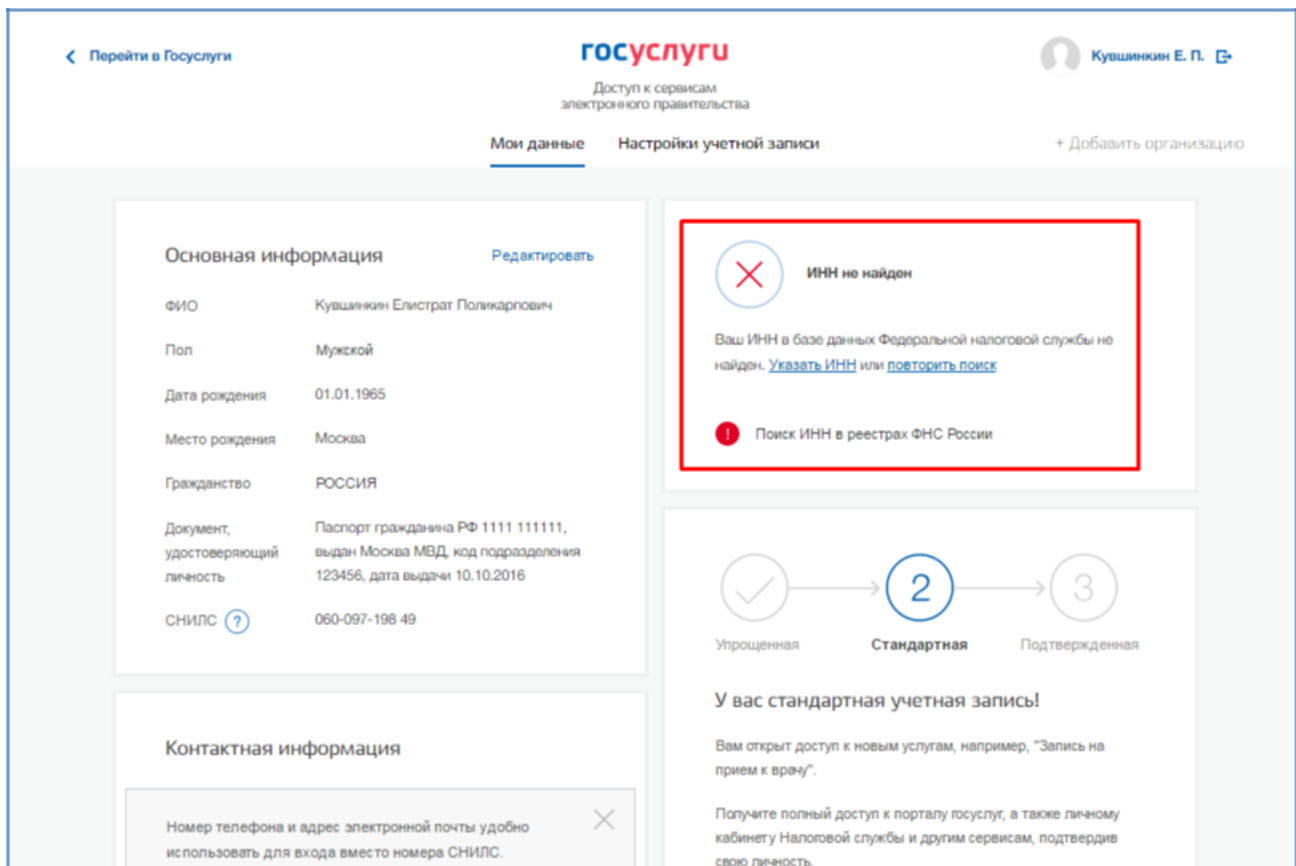 Перейти в Госуслуги
госуслуги
Доступ к сервисам
электронного правительства
Кувшинкин Е. П.
Мои данные
Настройки учетной записи
+ Добавить организацию
Основная информация
Редактировать
ФИО
Кувшинкин Елистрат Поликарпович
Пол
Мужской
Дата рождения
01.01.1965
Место рождения
Москва
Гражданство
РОССИЯ
Документ,
удостоверяющий
личность
Паспорт гражданина РФ 1111 111111,
выдан Москва МВД, код подразделения
123456, дата выдачи 10.10.2016
СНИЛС ?
060-097-198 49
Контактная информация
Номер телефона и адрес электронной почты удобно
использовать для входа вместо номера СНИЛС.
ИНН не найден
Ваш ИНН в базе данных Федеральной налоговой службы не
найден. Указать ИНН или повторить поиск
! Поиск ИНН в реестрах ФНС России
2
3
Упрощенная
Стандартная
Подтвержденная
У вас стандартная учетная запись!
Вам открыт доступ к новым услугам, например, "Запись на
прием к врачу".
Получите полный доступ к порталу госуслуг, а также личному
кабинету Налоговой службы и другим сервисам, подтвердив
свою личность.